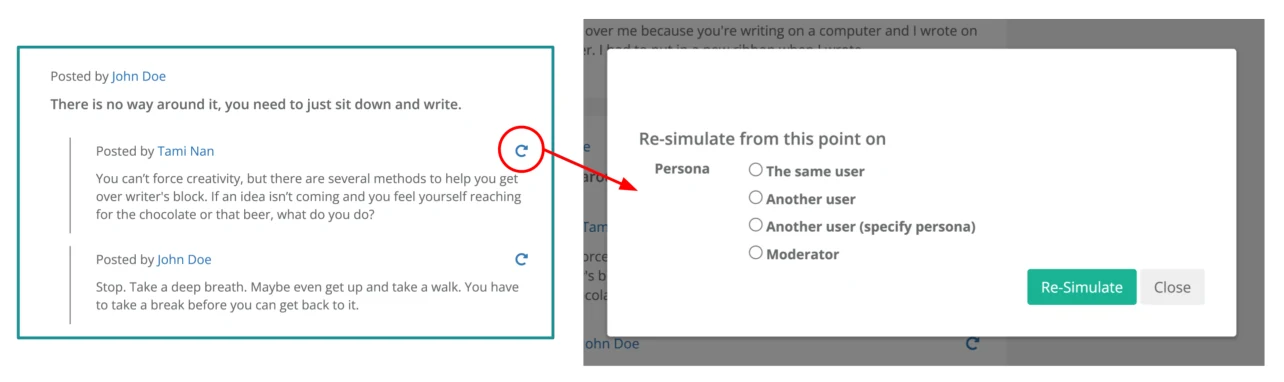 Posted by John Doe
There is no way around it, you need to just sit down and write.
Posted by Tami Nan
You can’t force creativity, but there are several methods to help you get
over writer's block. If an idea isn’t coming and you feel yourself reaching
for the chocolate or that beer, what do you do?
Posted by John Doe
Stop. Take a deep breath. Maybe even get up and take a walk. You have
to take a break before you can get back to it.
over me because you're writing on a computer and I wrote on
Re-simulate from this point on
Persona
The same user
Another user
Another user (specify persona)
Moderator
Re-Simulate
Close
ohn Doe